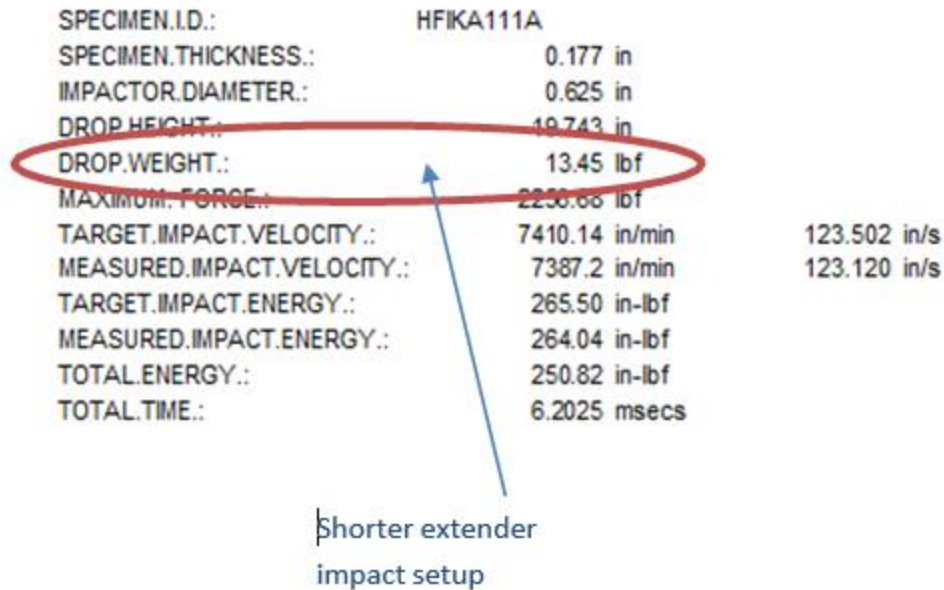 SPECIMEN.I.D.: HFIKA111A
SPECIMEN.THICKNESS.: 0.177 in
IMPACTOR.DIAMETER.: 0.625 in
DROP.HEIGHT.: 19.743 in
DROP.WEIGHT.: 13.45 lbf
MAXIMUM. FORCE.: 2256.68 lbf
TARGET.IMPACT.VELOCITY.: 7410.14 in/min 123.502 in/s
MEASURED.IMPACT.VELOCITY.: 7387.2 in/min 123.120 in/s
TARGET.IMPACT.ENERGY.: 265.50 in-lbf
MEASURED.IMPACT.ENERGY.: 264.04 in-lbf
TOTAL.ENERGY.: 250.82 in-lbf
TOTAL.TIME.: 6.2025 msecs
Shorter extender
impact setup